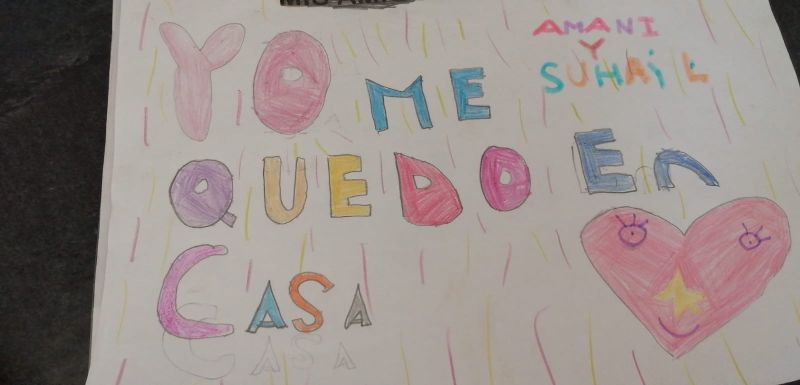 YO ME
AMANI
Y
SUHAIL
QUEDO En
CASA
CASA